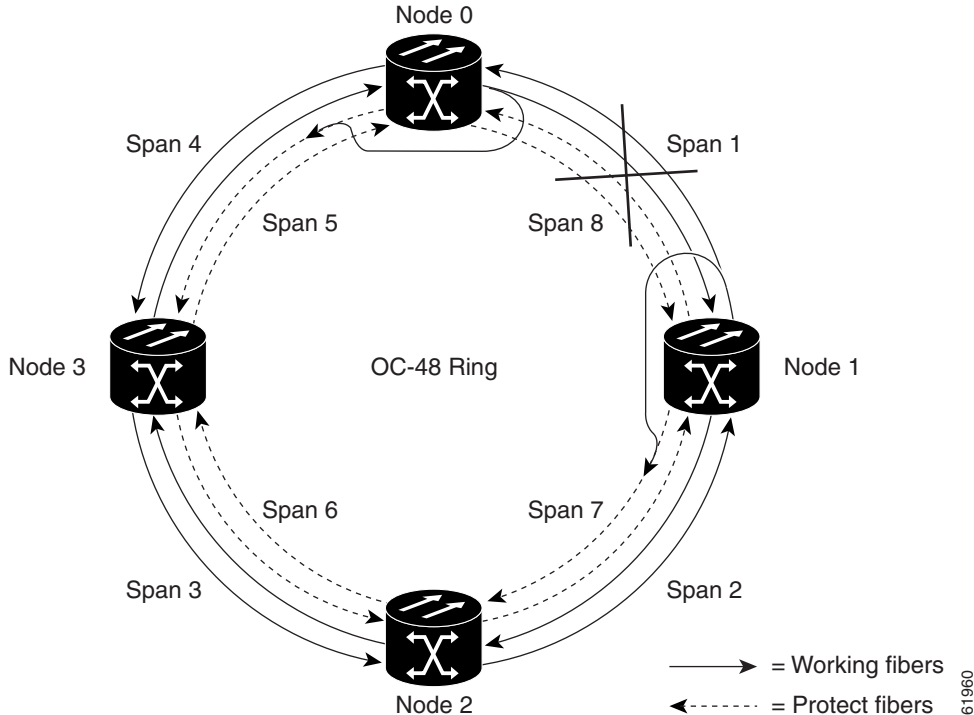 Node 0
Span 4
Span 1
Span 5
Span 8
Node 3
OC-48 Ring
Node 1
Span 6
Span 7
Span 3
Span 2
= Working fibers
Node 2
= Protect fibers
61960